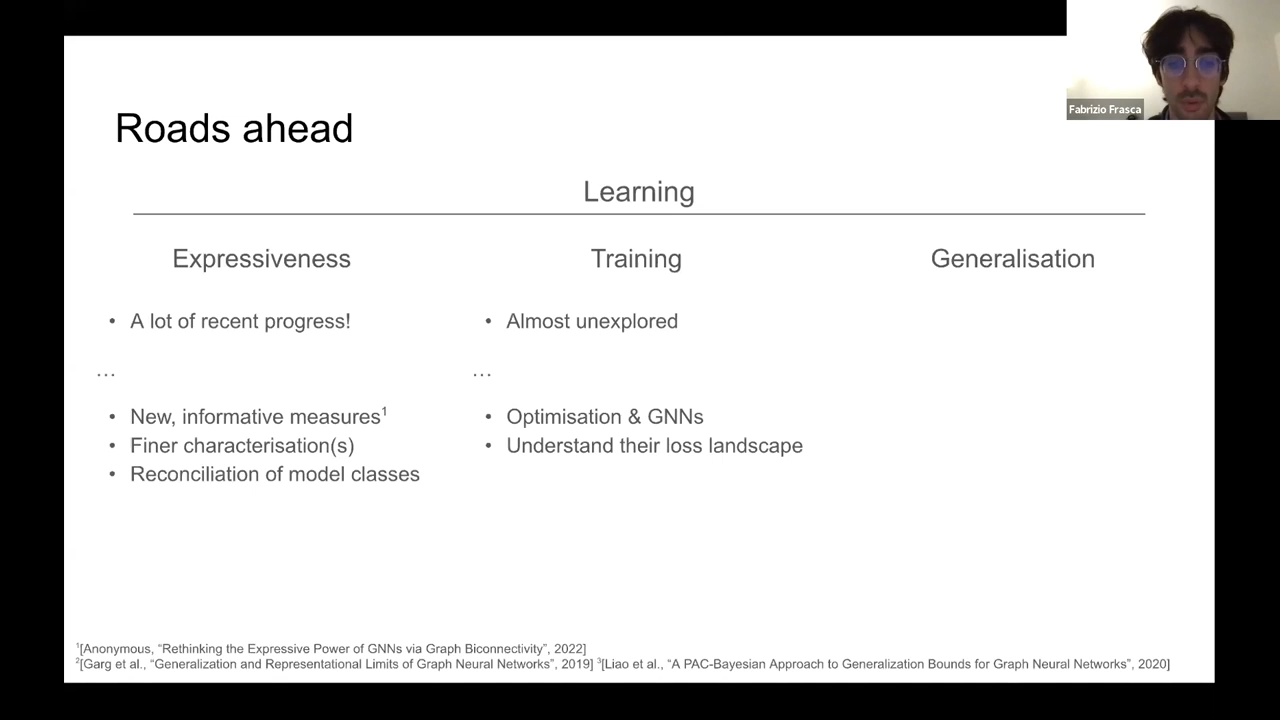 Fabrizio Frasca
Roads ahead
Learning
Expressiveness
Training
Generalisation
• A lot of recent progress!
…
• New, informative measures¹
• Finer characterisation(s)
• Reconciliation of model classes
• Almost unexplored
…
• Optimisation & GNNs
• Understand their loss landscape
¹[Anonymous, “Rethinking the Expressive Power of GNNs via Graph Biconnectivity”, 2022]
²[Garg et al., “Generalization and Representational Limits of Graph Neural Networks”, 2019] ³[Liao et al., “A PAC-Bayesian Approach to Generalization Bounds for Graph Neural Networks”, 2020]